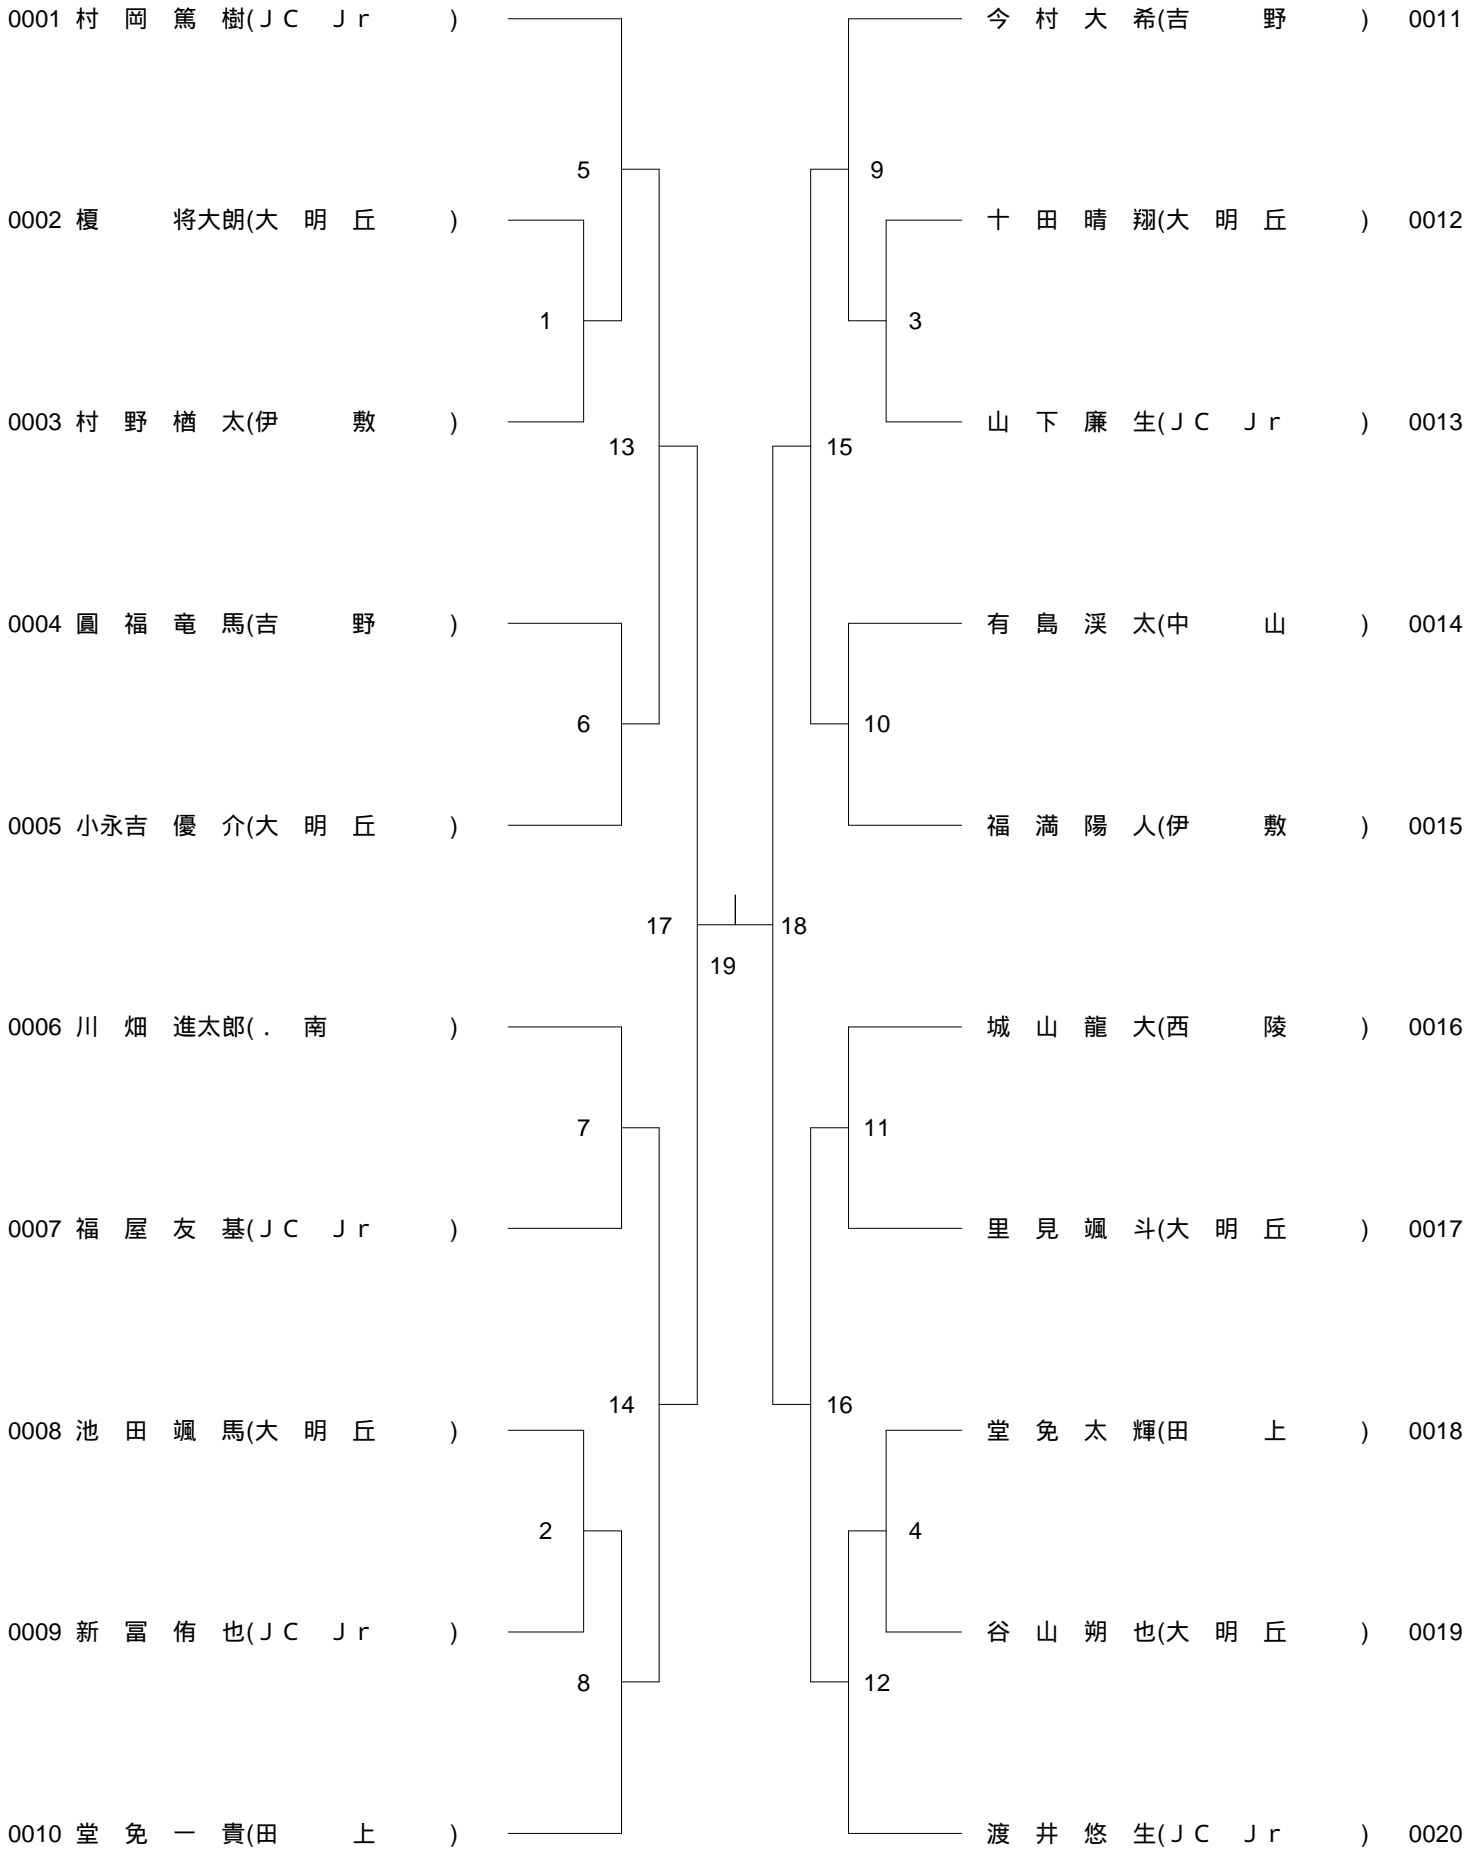 0001 村　岡　篤　樹(ＪＣ　Ｊｒ　　　)
今　村　大　希(吉　　　野　　　) 0011
5
9
0002 榎　　　将大朗(大　明　丘　　　)
十　田　晴　翔(大　明　丘　　　) 0012
1
3
0003 村　野　楢　太(伊　　　敷　　　)
山　下　廉　生(ＪＣ　Ｊｒ　　　) 0013
13
15
0004 圓　福　竜　馬(吉　　　野　　　)
有　島　渓　太(中　　　山　　　) 0014
6
10
0005 小永吉　優　介(大　明　丘　　　)
福　満　陽　人(伊　　　敷　　　) 0015
17
18
19
0006 川　畑　進太郎(．　南　　　　　)
城　山　龍　大(西　　　陵　　　) 0016
7
11
0007 福　屋　友　基(ＪＣ　Ｊｒ　　　)
里　見　颯　斗(大　明　丘　　　) 0017
14
16
0008 池　田　颯　馬(大　明　丘　　　)
堂　免　太　輝(田　　　上　　　) 0018
2
4
0009 新　冨　侑　也(ＪＣ　Ｊｒ　　　)
谷　山　朔　也(大　明　丘　　　) 0019
8
12
0010 堂　免　一　貴(田　　　上　　　)
渡　井　悠　生(ＪＣ　Ｊｒ　　　) 0020